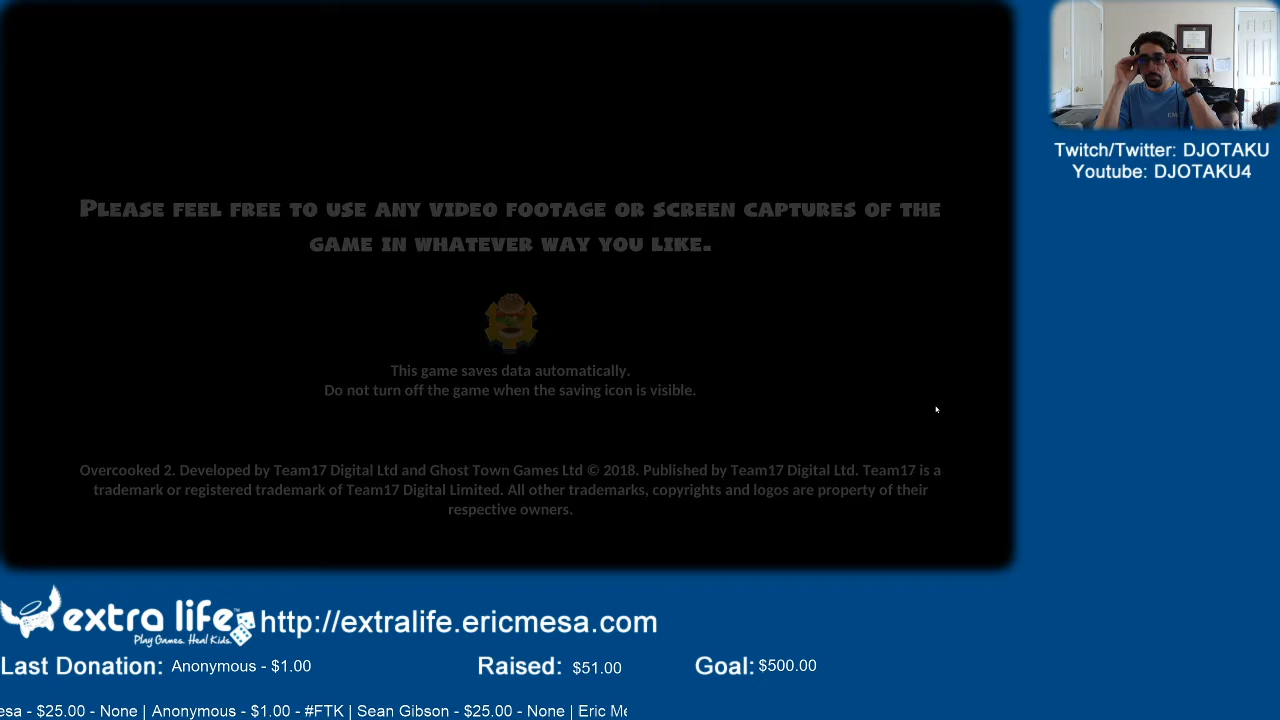 Twitch/Twitter: DJOTAKU
Youtube: DJOTAKU4
PLEASE FEEL FREE TO USE ANY VIDEO FOOTAGE OR SCREEN CAPTURES OF THE
GAME IN WHATEVER WAY YOU LIKE.
This game saves data automatically.
Do not turn off the game when the saving icon is visible.
Overcooked 2. Developed by Team17 Digital Ltd and Ghost Town Games Ltd © 2018. Published by Team17 Digital Ltd. Team17 is a
trademark or registered trademark of Team17 Digital Limited. All other trademarks, copyrights and logos are property of their
respective owners.
extra life
Play Games. Heal Kids.
http://extralife.ericmesa.com
Last Donation: Anonymous - $1.00 Raised: $51.00 Goal: $500.00
esa - $25.00 - None | Anonymous - $1.00 - #FTK | Sean Gibson - $25.00 - None | Eric Me